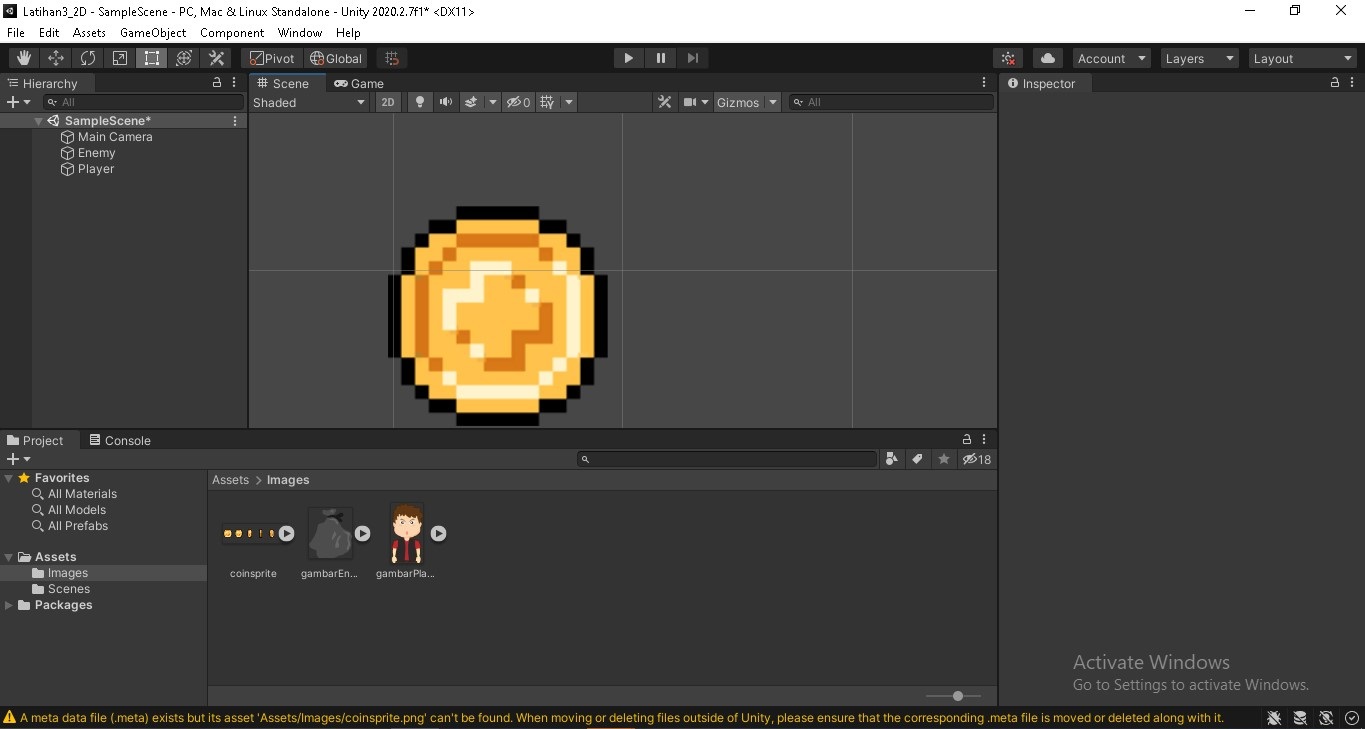 Latihan3_2D - SampleScene - PC, Mac & Linux Standalone - Unity 2020.2.7f1* <DX11>
File Edit Assets GameObject Component Window Help
Pivot Global Account Layers Layout
Hierarchy
All
SampleScene*
Main Camera
Enemy
Player
Scene Game
Shaded 2D 0 Gizmos All
Inspector
Project Console
18
Favorites
All Materials
All Models
All Prefabs
Assets
Images
Scenes
Packages
Assets > Images
coinsprite gambarEn... gambarPla...
Activate Windows
Go to Settings to activate Windows.
A meta data file (.meta) exists but its asset 'Assets/Images/coinsprite.png' can't be found. When moving or deleting files outside of Unity, please ensure that the corresponding .meta file is moved or deleted along with it.